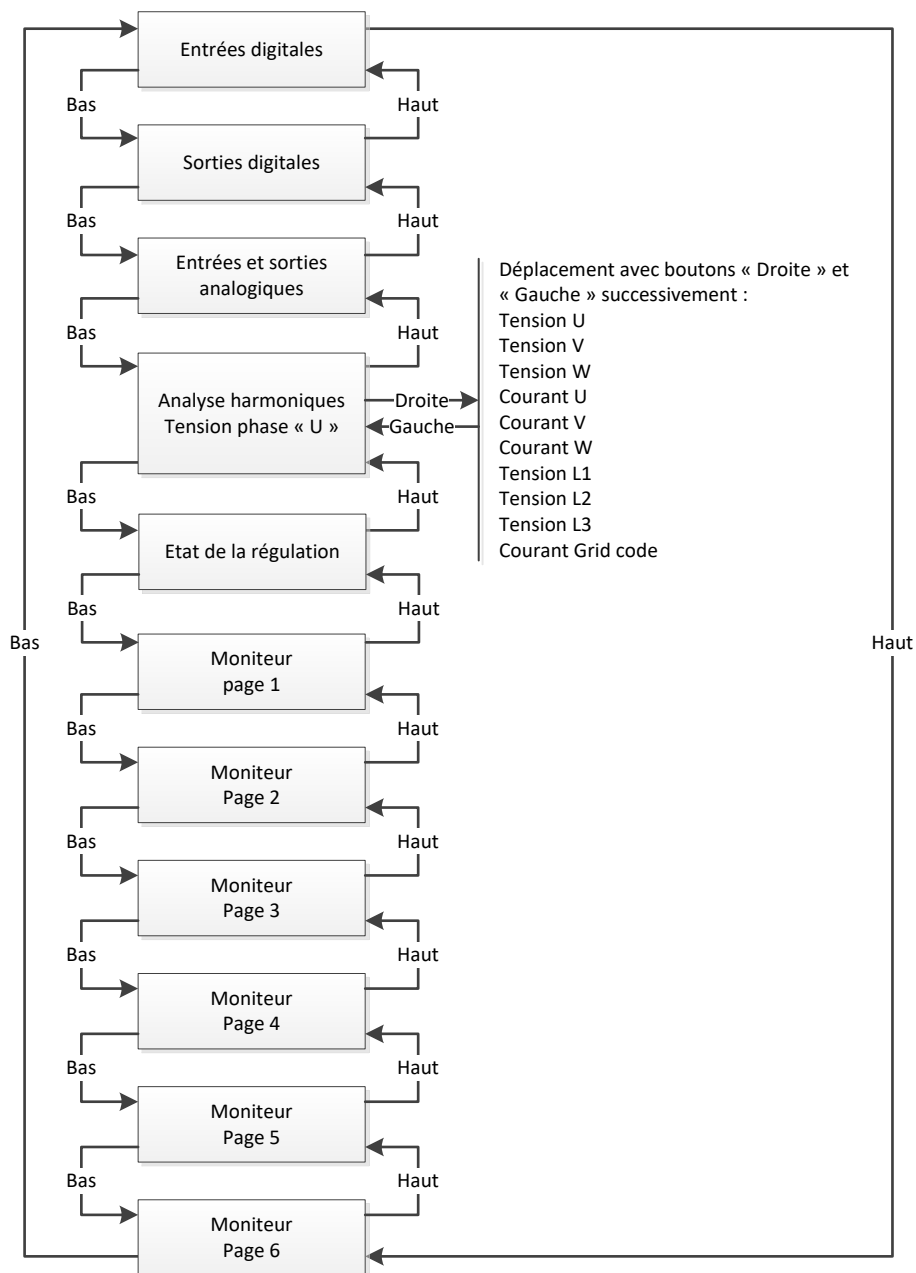 Entrées digitales
Bas
Haut
Sorties digitales
Bas
Haut
Entrées et sorties
analogiques
Bas
Haut
Analyse harmoniques
Tension phase « U »
Droite
Gauche
Déplacement avec boutons « Droite » et
« Gauche » successivement :
Tension U
Tension V
Tension W
Courant U
Courant V
Courant W
Tension L1
Tension L2
Tension L3
Courant Grid code
Bas
Haut
Etat de la régulation
Bas
Haut
Bas
Haut
Moniteur
page 1
Bas
Haut
Moniteur
Page 2
Bas
Haut
Moniteur
Page 3
Bas
Haut
Moniteur
Page 4
Bas
Haut
Moniteur
Page 5
Bas
Haut
Moniteur
Page 6